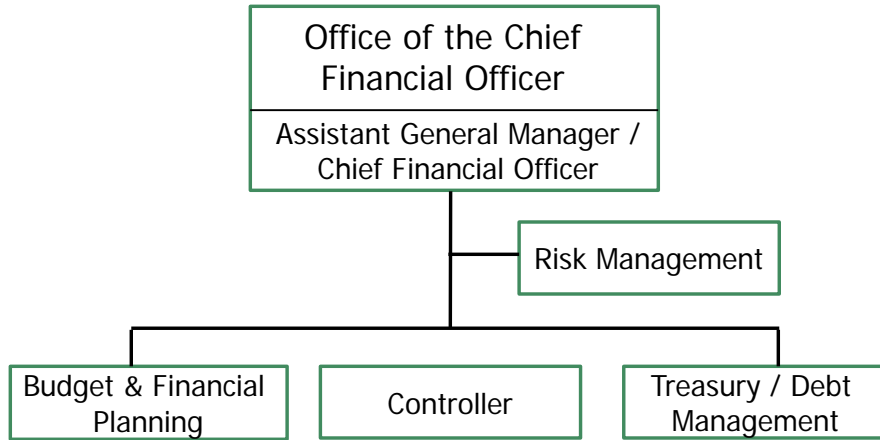 Office of the Chief
Financial Officer
Assistant General Manager /
Chief Financial Officer
Risk Management
Budget & Financial
Planning
Controller
Treasury / Debt
Management